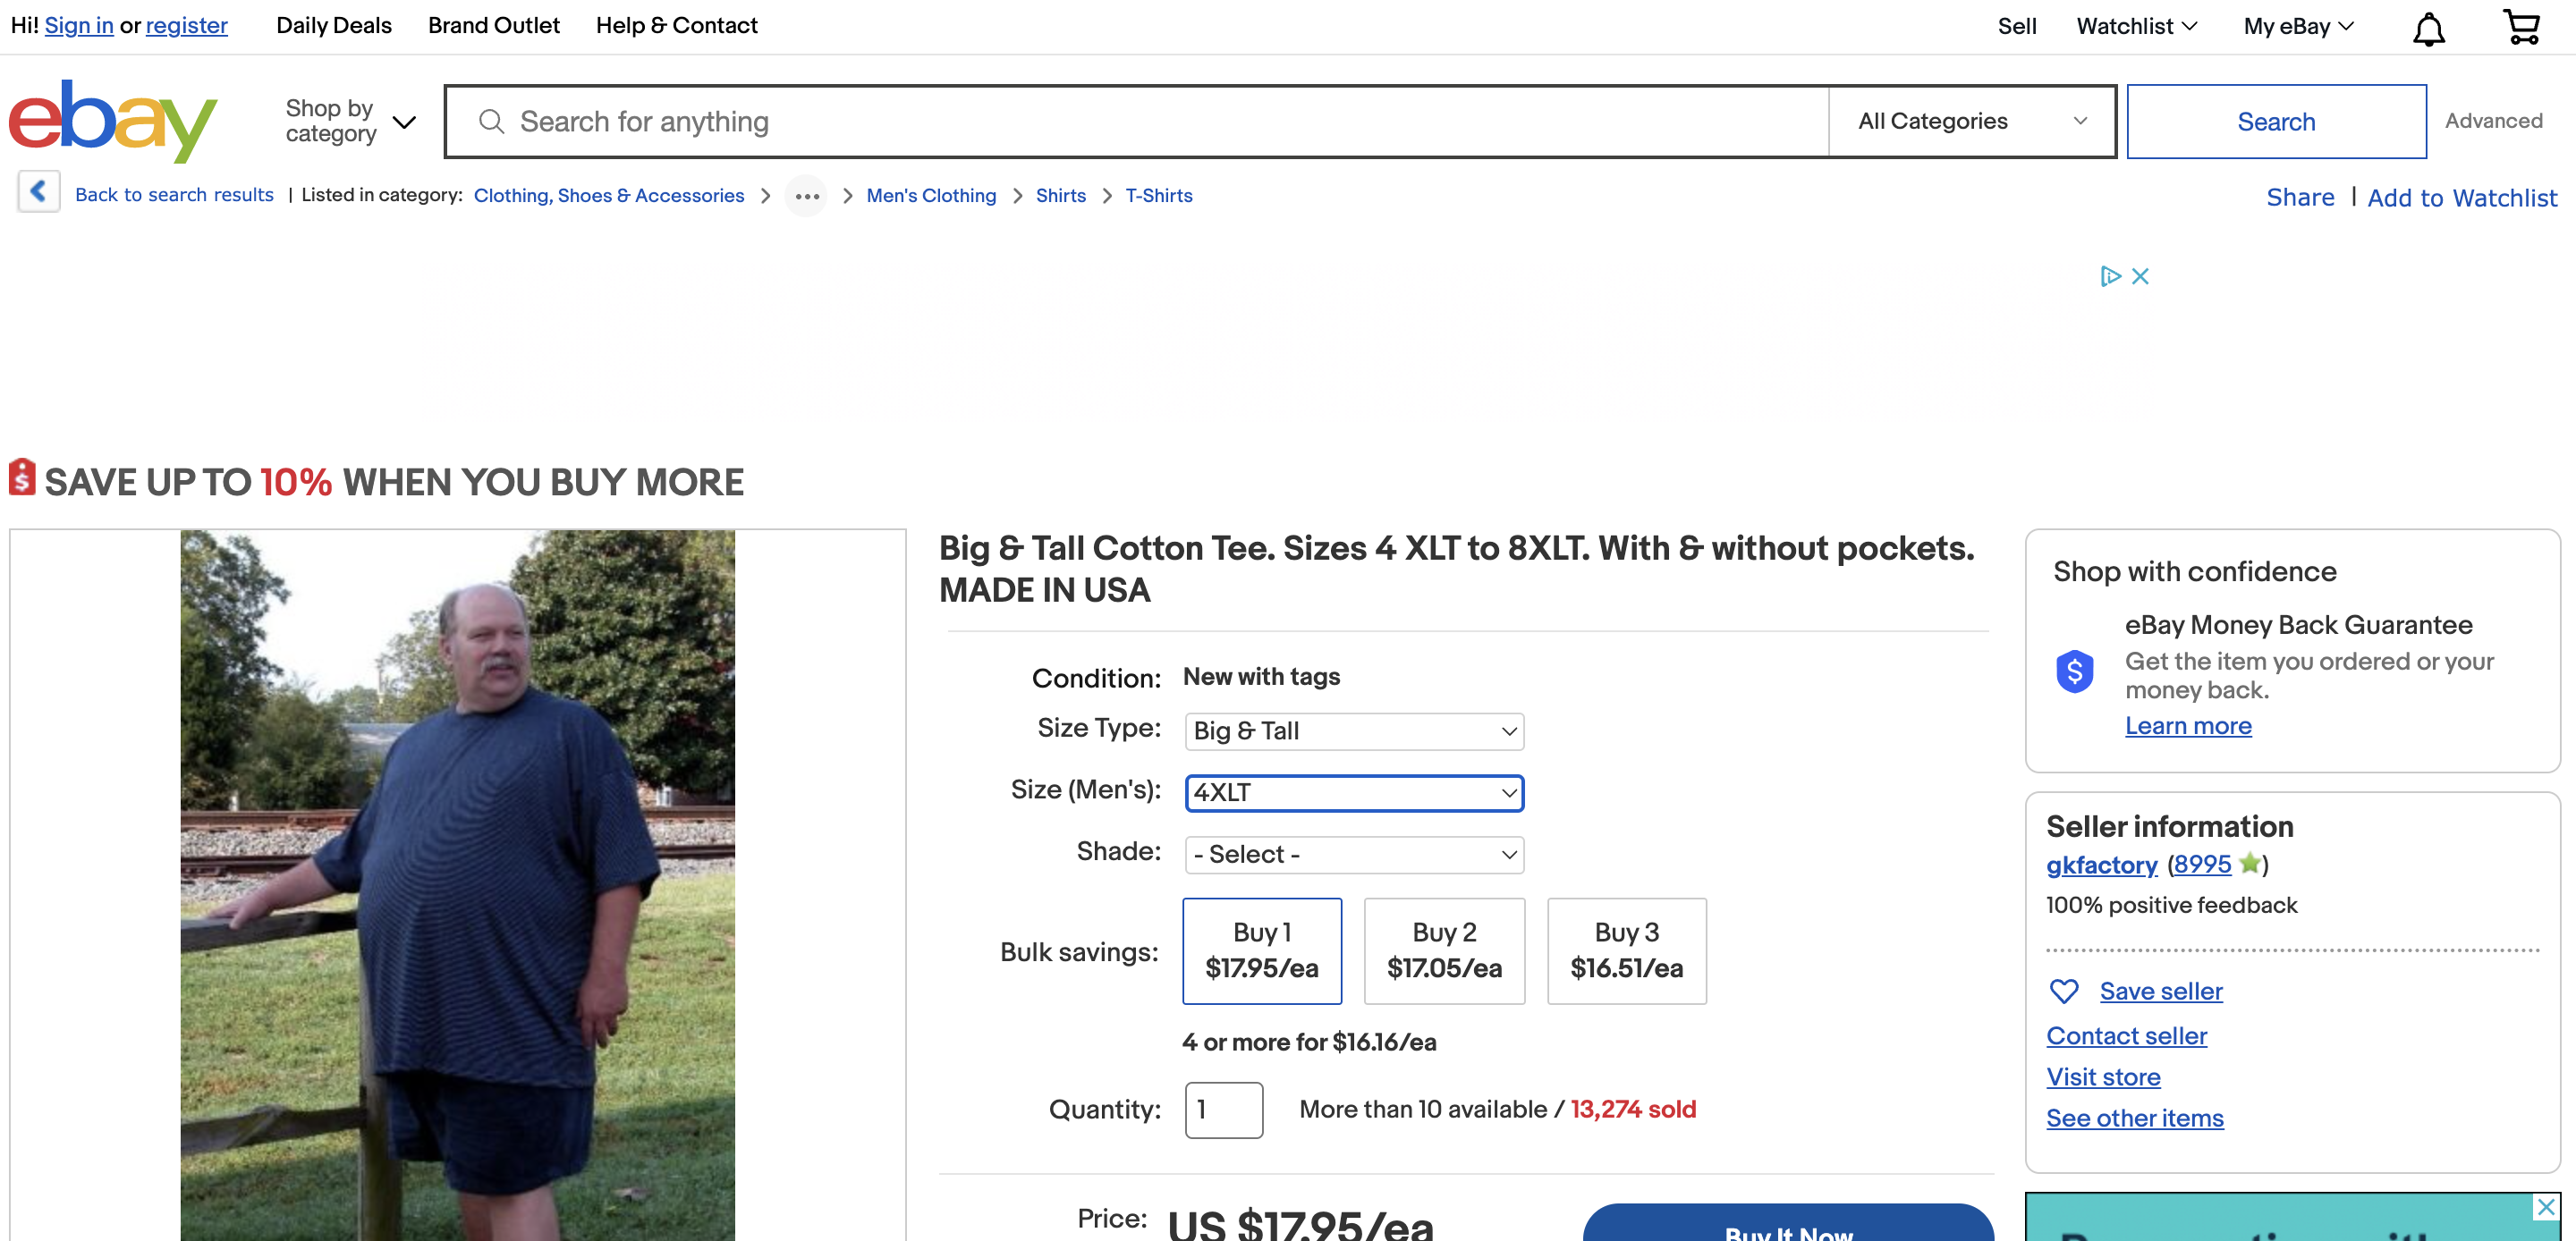 Hi! Sign in or register Daily Deals Brand Outlet Help & Contact Sell Watchlist My eBay
ebay Shop by category Search for anything All Categories Search Advanced
Back to search results | Listed in category: Clothing, Shoes & Accessories > ... > Men's Clothing > Shirts > T-Shirts Share | Add to Watchlist
SAVE UP TO 10% WHEN YOU BUY MORE
Big & Tall Cotton Tee. Sizes 4 XLT to 8XLT. With & without pockets.
MADE IN USA
Condition: New with tags
Size Type: Big & Tall
Size (Men's): 4XLT
Shade: - Select -
Bulk savings:
Buy 1
$17.95/ea
Buy 2
$17.05/ea
Buy 3
$16.51/ea
4 or more for $16.16/ea
Quantity: 1 More than 10 available / 13,274 sold
Price: US $17.95/ea Buy It Now
Shop with confidence
eBay Money Back Guarantee
Get the item you ordered or your
money back.
Learn more
Seller information
gkfactory (8995)
100% positive feedback
Save seller
Contact seller
Visit store
See other items